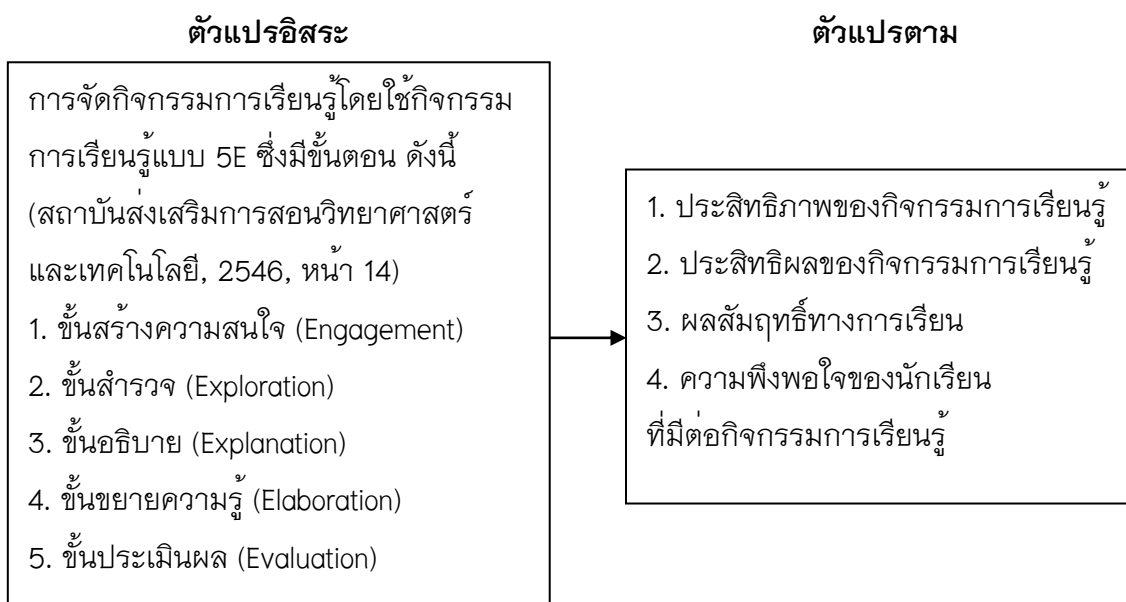 ตัวแปรอิสระ
การจัดกิจกรรมการเรียนรู้โดยใช้กิจกรรม
การเรียนรู้แบบ 5E ซึ่งมีขั้นตอน ดังนี้
(สถาบันส่งเสริมการสอนวิทยาศาสตร์
และเทคโนโลยี, 2546, หน้า 14)
1. ขั้นสร้างความสนใจ (Engagement)
2. ขั้นสำรวจ (Exploration)
3. ขั้นอธิบาย (Explanation)
4. ขั้นขยายความรู้ (Elaboration)
5. ขั้นประเมินผล (Evaluation)
ตัวแปรตาม
1. ประสิทธิภาพของกิจกรรมการเรียนรู้
2. ประสิทธิผลของกิจกรรมการเรียนรู้
3. ผลสัมฤทธิ์ทางการเรียน
4. ความพึงพอใจของนักเรียน
ที่มีต่อกิจกรรมการเรียนรู้